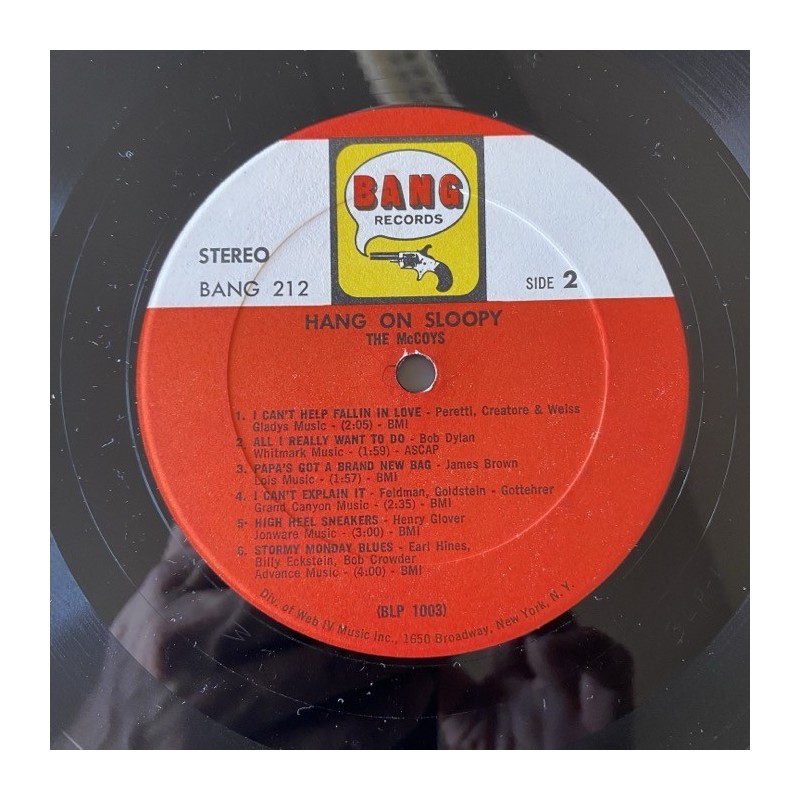 BANG
RECORDS
STEREO
BANG 212
SIDE 2
HANG ON SLOOPY
THE McCOYS
1. I CAN'T HELP FALLIN IN LOVE - Peretti, Creatore & Weiss
Gladys Music - (2:05) - BMI
2. ALL I REALLY WANT TO DO - Bob Dylan
Whitmark Music - (1:59) - ASCAP
3. PAPA'S GOT A BRAND NEW BAG - James Brown
Lois Music - (1:57) - BMI
4. I CAN'T EXPLAIN IT - Feldman, Goldstein - Gottehrer
Grand Canyon Music - (2:35) - BMI
5- HIGH HEEL SNEAKERS - Henry Glover
Jonware Music - (3:00) - BMI
6. STORMY MONDAY BLUES - Earl Hines,
Billy Eckstein, Bob Crowder
Advance Music - (4:00) - BMI
(BLP 1003)
Div. of Web IV Music Inc., 1650 Broadway, New York, N. Y.